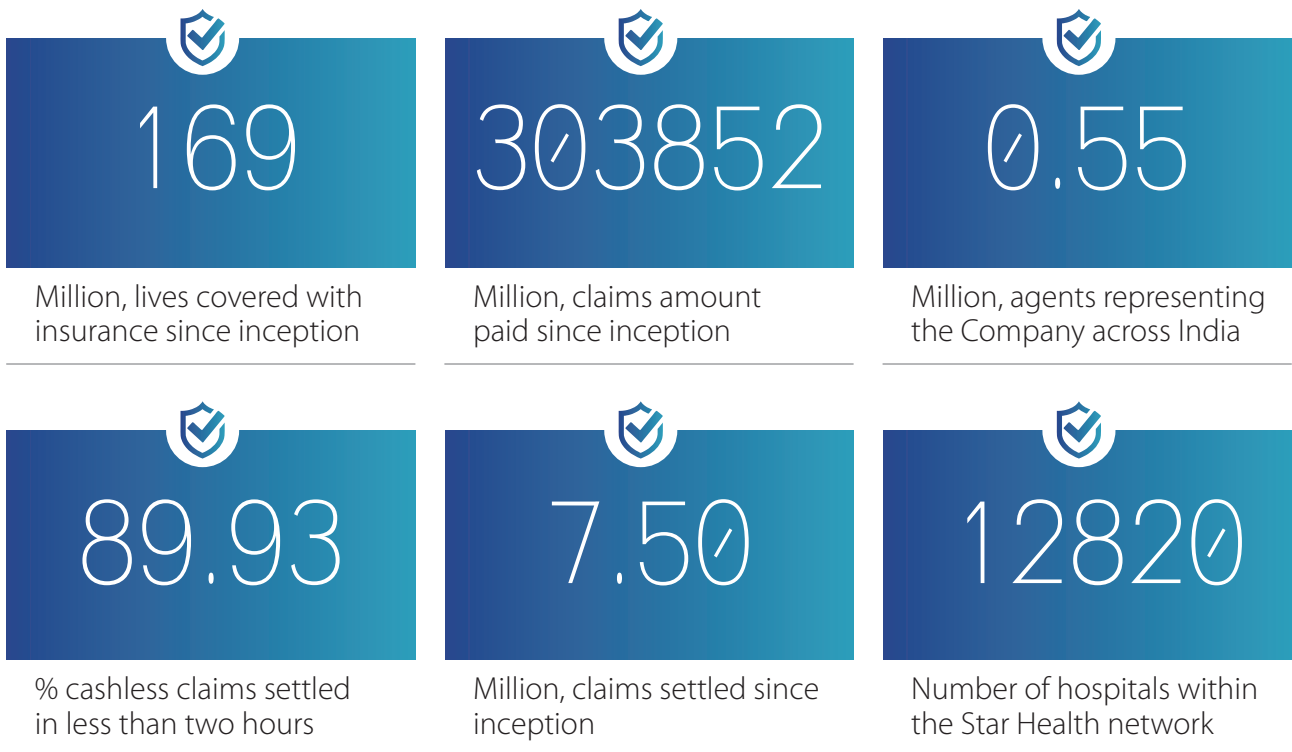 169
Million, lives covered with
insurance since inception
303852
Million, claims amount
paid since inception
0.55
Million, agents representing
the Company across India
89.93
% cashless claims settled
in less than two hours
7.50
Million, claims settled since
inception
12820
Number of hospitals within
the Star Health network